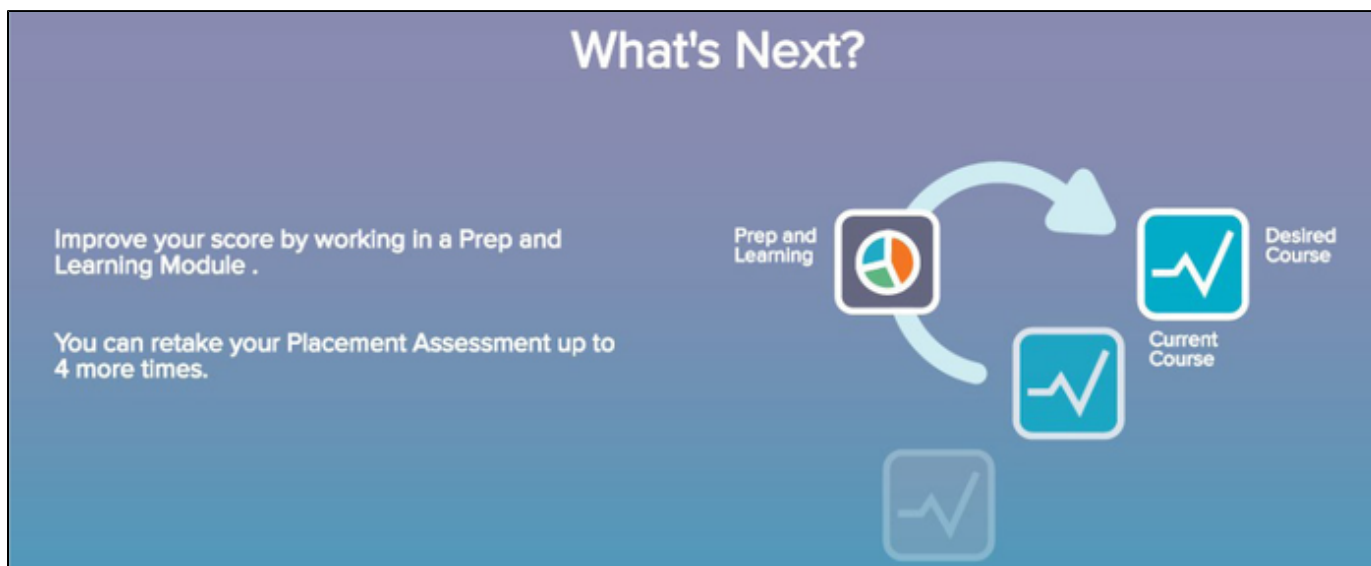 What's Next?
Improve your score by working in a Prep and
Learning Module .
You can retake your Placement Assessment up to
4 more times.
Prep and
Learning
Desired
Course
Current
Course